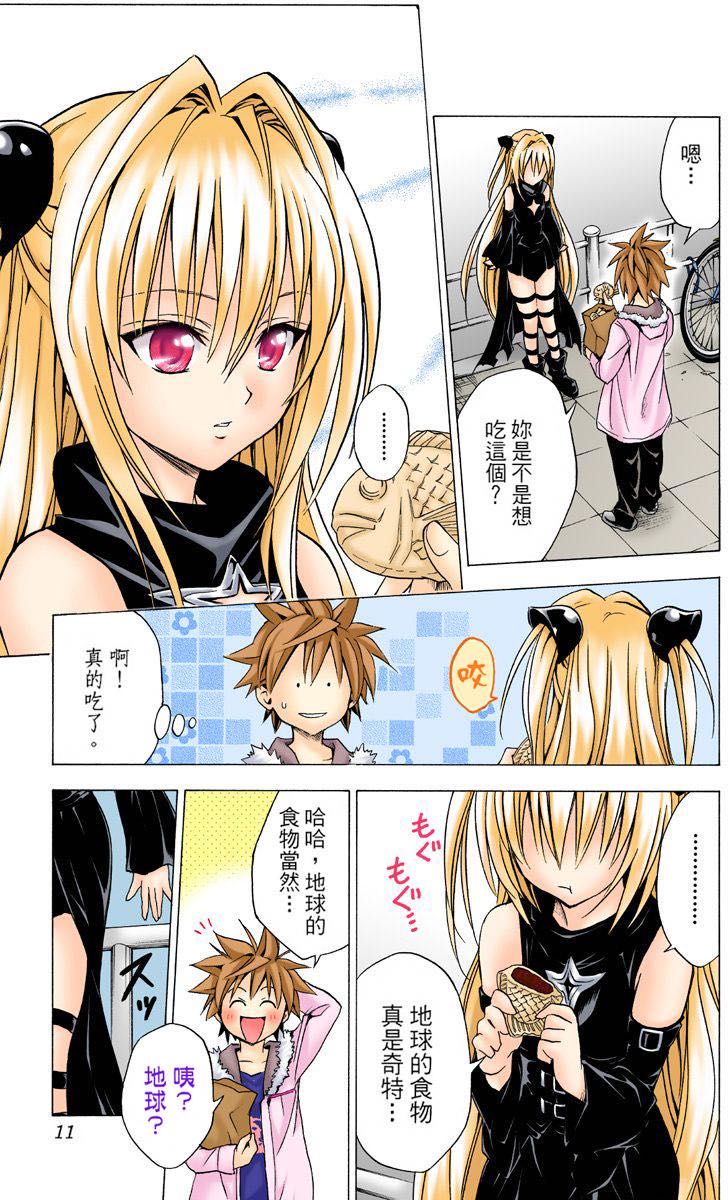 嗯…
妳是不是想
吃這個？
………
咬
啊！
真的吃了。
………
もぐ
もぐ…
地球的食物
真是奇特…
哈哈，地球的
食物當然…
咦？
地球？
スッ
11